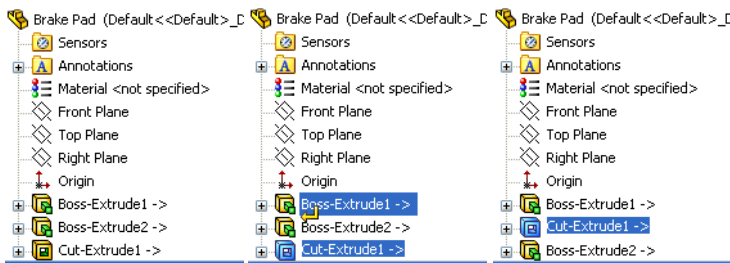 Brake Pad (Default<<Default>_D
Sensors
Annotations
Material <not specified>
Front Plane
Top Plane
Right Plane
Origin
Boss-Extrude1 ->
Boss-Extrude2 ->
Cut-Extrude1 ->
Brake Pad (Default<<Default>_D
Sensors
Annotations
Material <not specified>
Front Plane
Top Plane
Right Plane
Origin
Boss-Extrude1 ->
Boss-Extrude2 ->
Cut-Extrude1 ->
Brake Pad (Default<<Default>_D
Sensors
Annotations
Material <not specified>
Front Plane
Top Plane
Right Plane
Origin
Boss-Extrude1 ->
Cut-Extrude1 ->
Boss-Extrude2 ->